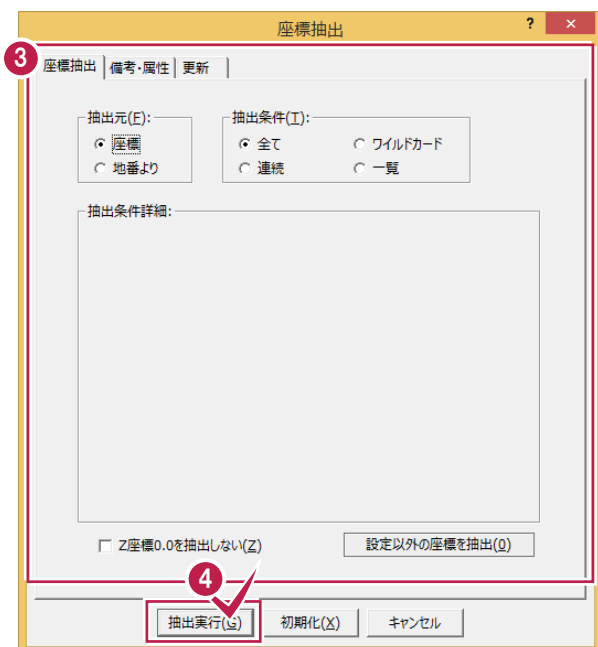 座標抽出 ? ×
3
座標抽出 備考・属性 更新
抽出元(F): 抽出条件(T):
座標 全て ワイルドカード
地番より 連続 一覧
抽出条件詳細:
Z座標0.0を抽出しない(Z) 設定以外の座標を抽出(O)
4
抽出実行(G) 初期化(X) キャンセル